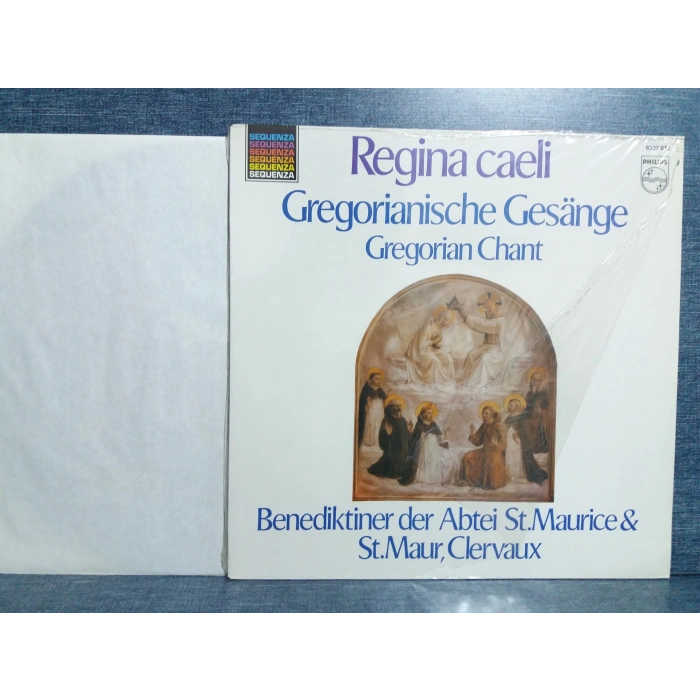 SEQUENZA
SEQUENZA
SEQUENZA
SEQUENZA
SEQUENZA
SEQUENZA
Regina caeli
PHILIPS
Gregorianische Gesänge
Gregorian Chant
Benediktiner der Abtei St.Maurice &
St.Maur, Clervaux